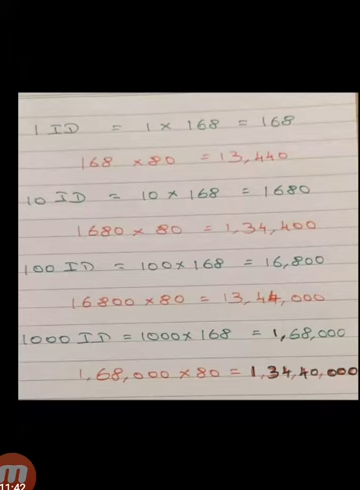 1 ID = 1 × 168 = 168
168 × 80 = 13,440
10 ID = 10 × 168 = 1680
1680 × 80 = 1,34,400
100 ID = 100 × 168 = 16,800
16800 × 80 = 13,44,000
1000 ID = 1000 × 168 = 1,68,000
1,68,000 × 80 = 1,34,40,000
11:42